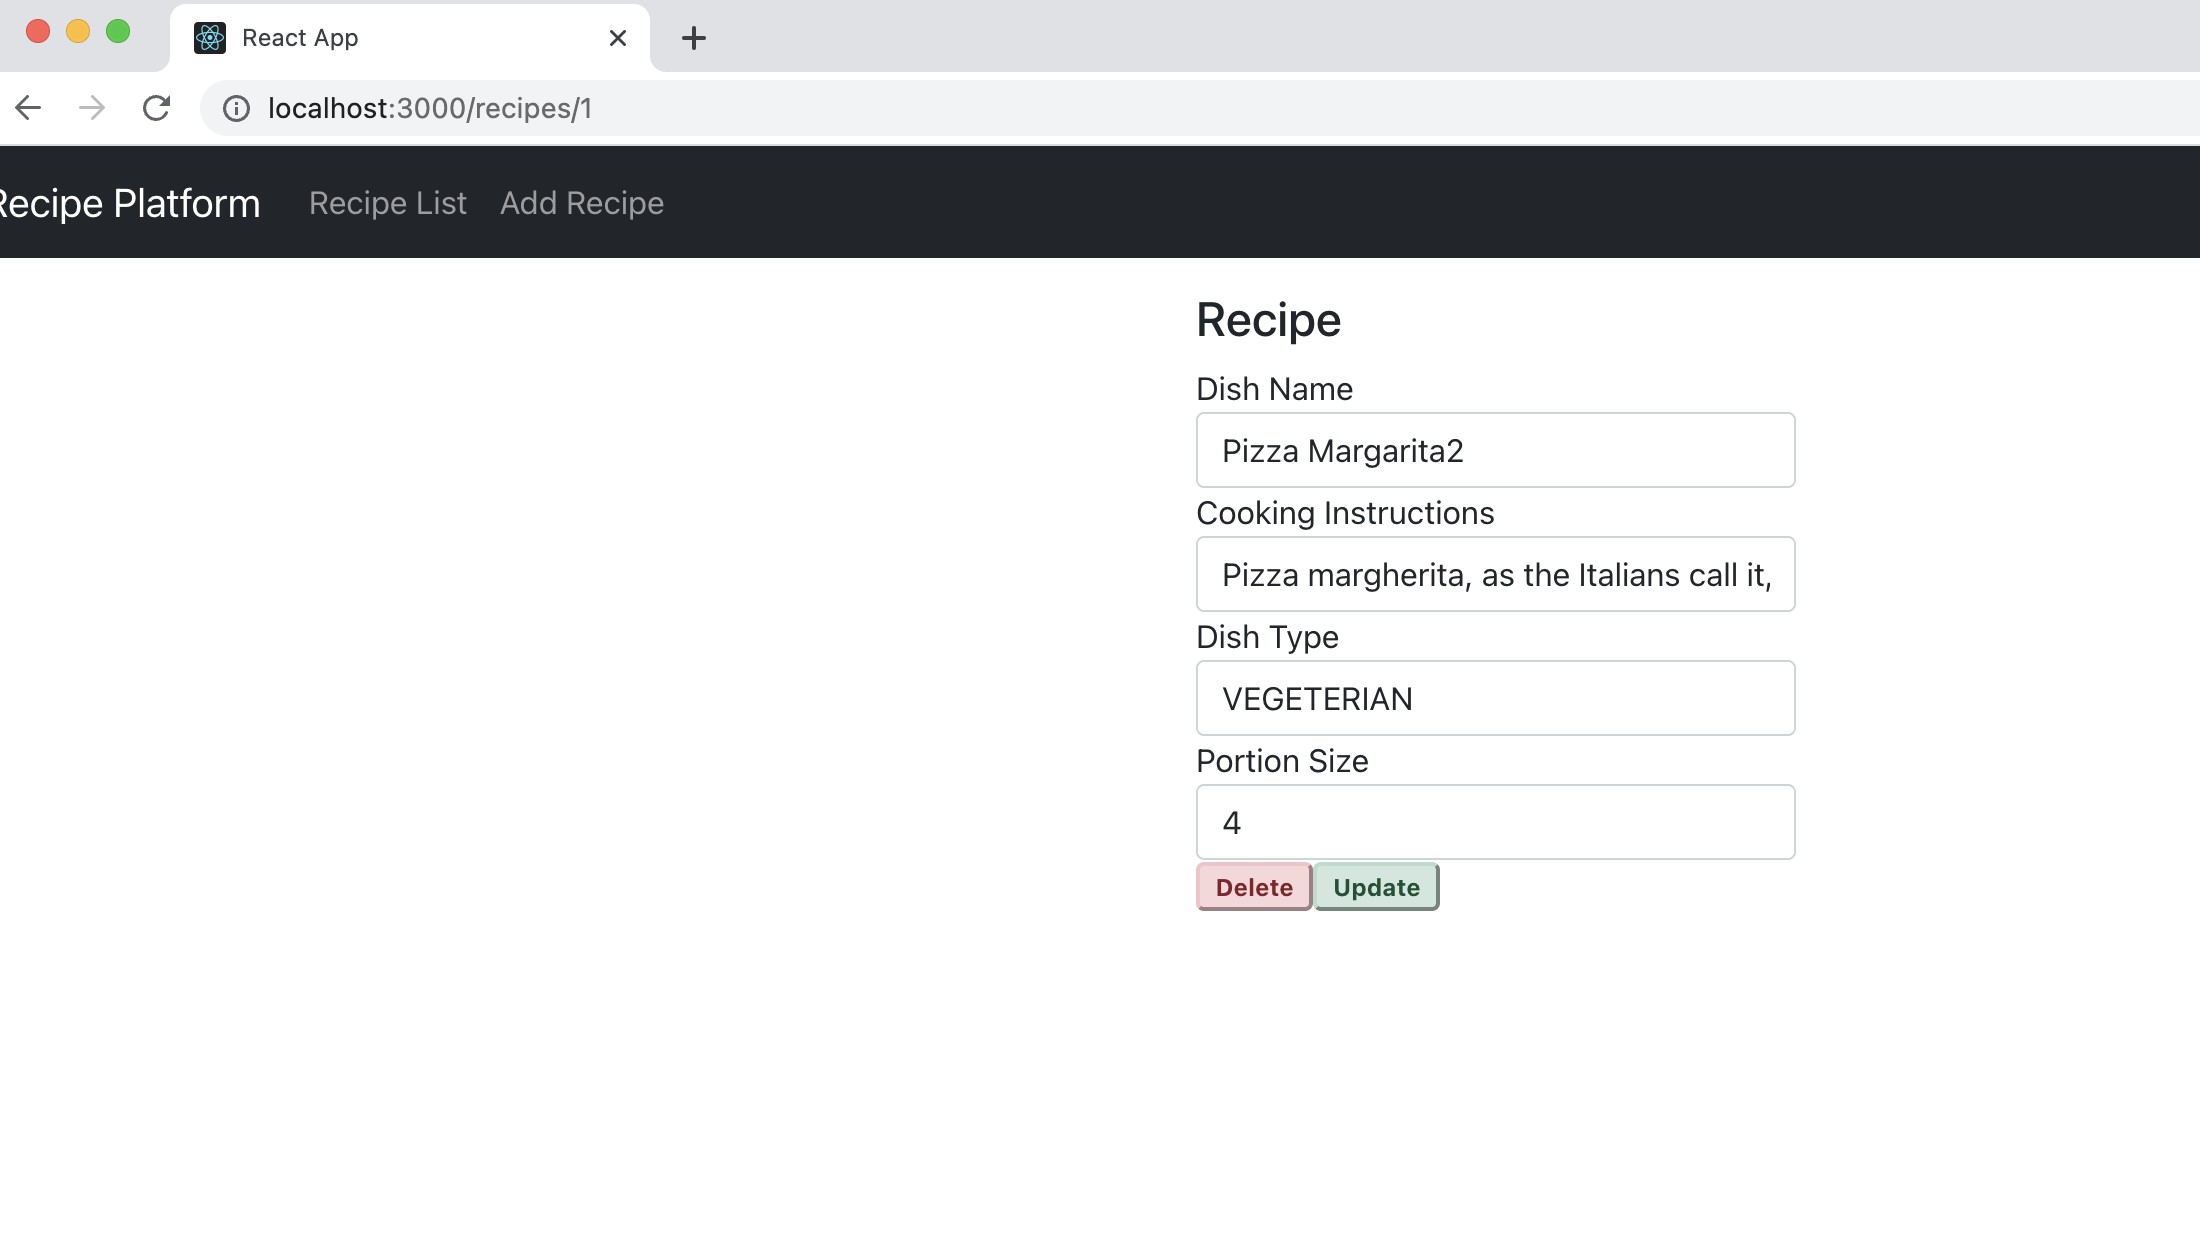 React App
localhost:3000/recipes/1
Recipe Platform Recipe List Add Recipe
Recipe
Dish Name
Pizza Margarita2
Cooking Instructions
Pizza margherita, as the Italians call it,
Dish Type
VEGETERIAN
Portion Size
4
Delete Update